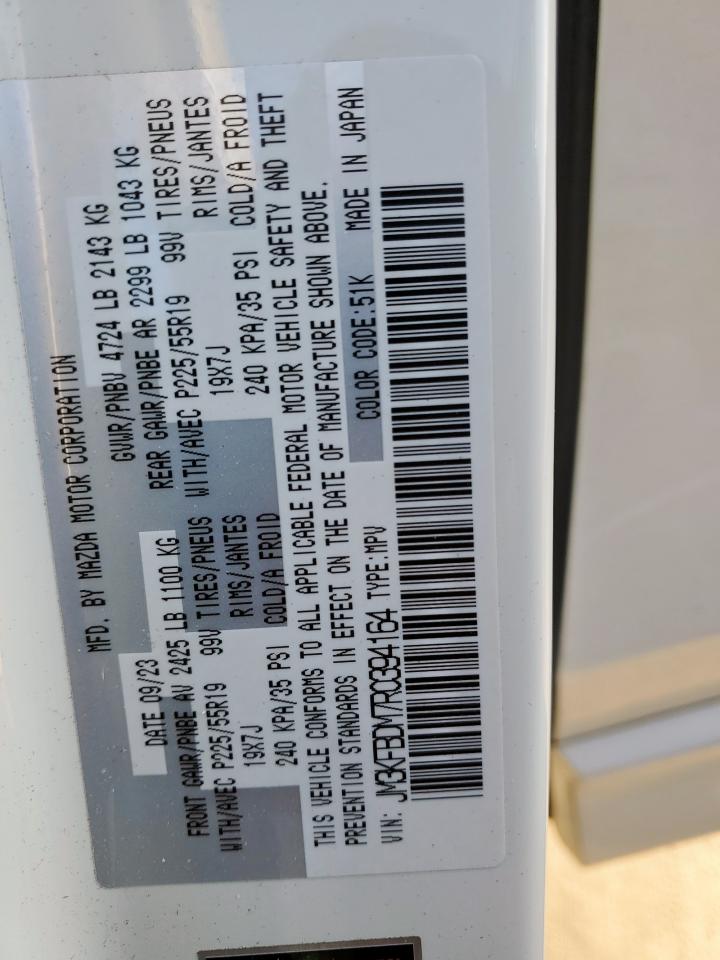 MFD. BY MAZDA MOTOR CORPORATION
DATE 09/23 GVWR/PNBV 4724 LB 2143 KG
FRONT GAWR/PNBE AV 2425 LB 1100 KG REAR GAWR/PNBE AR 2299 LB 1043 KG
WITH/AVEC P225/55R19 99V TIRES/PNEUS WITH/AVEC P225/55R19 99V TIRES/PNEUS
19X7J RIMS/JANTES 19X7J RIMS/JANTES
240 KPA/35 PSI COLD/A FROID 240 KPA/35 PSI COLD/A FROID
THIS VEHICLE CONFORMS TO ALL APPLICABLE FEDERAL MOTOR VEHICLE SAFETY AND THEFT
PREVENTION STANDARDS IN EFFECT ON THE DATE OF MANUFACTURE SHOWN ABOVE.
COLOR CODE:51K MADE IN JAPAN
VIN: JM3KFBDM7R0394164 TYPE:MPV